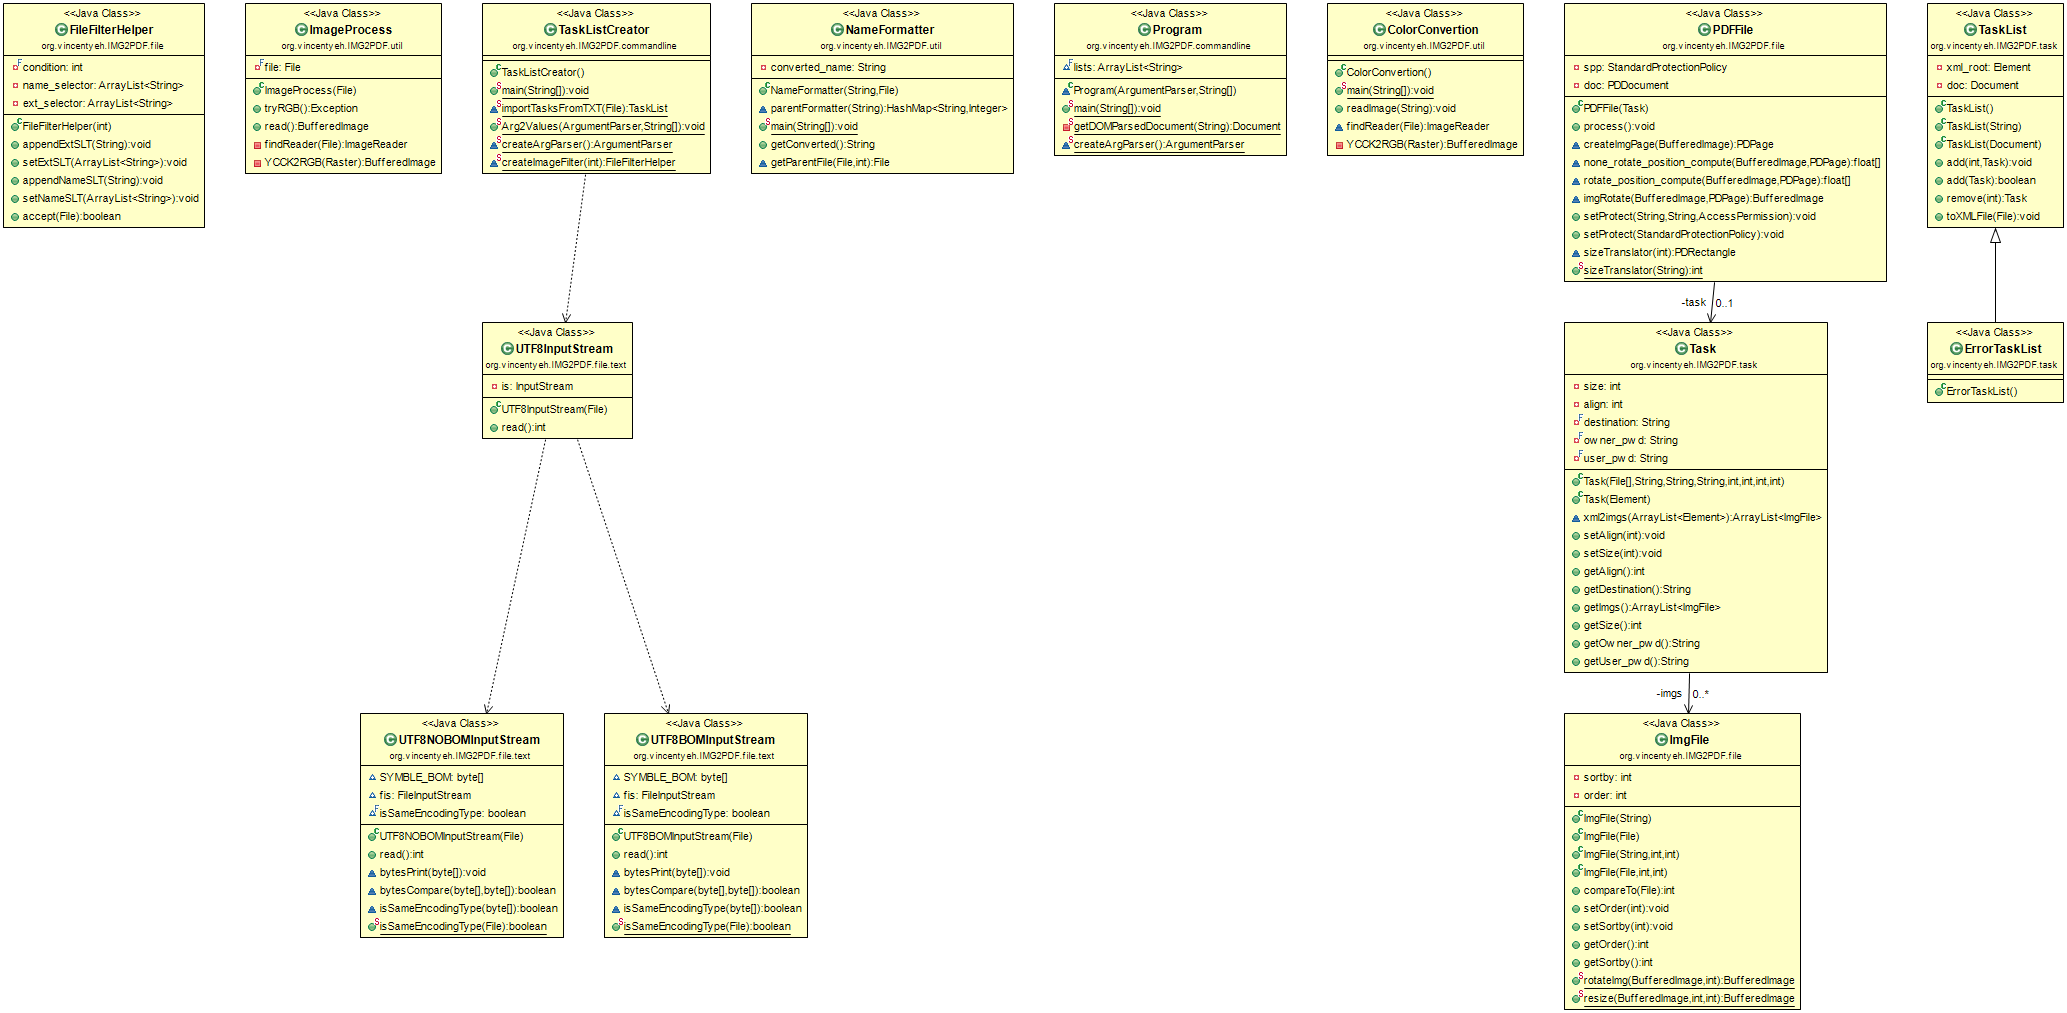 <<Java Class>>
FileFilterHelper
org.vincentyeh.IMG2PDF.file
condition: int
name_selector: ArrayList<String>
ext_selector: ArrayList<String>
FileFilterHelper(int)
appendExtSLT(String):void
setExtSLT(ArrayList<String>):void
appendNameSLT(String):void
setNameSLT(ArrayList<String>):void
accept(File):boolean
<<Java Class>>
ImageProcess
org.vincentyeh.IMG2PDF.util
file: File
ImageProcess(File)
tryRGB():Exception
read():BufferedImage
findReader(File):ImageReader
YCCK2RGB(Raster):BufferedImage
<<Java Class>>
TaskListCreator
org.vincentyeh.IMG2PDF.commandline
TaskListCreator()
main(String[]):void
importTasksFromTXT(File):TaskList
Arg2Values(ArgumentParser,String[]):void
createArgParser():ArgumentParser
createImageFilter(int):FileFilterHelper
<<Java Class>>
NameFormatter
org.vincentyeh.IMG2PDF.util
converted_name: String
NameFormatter(String,File)
parentFormatter(String):HashMap<String,Integer>
main(String[]):void
getConverted():String
getParentFile(File,int):File
<<Java Class>>
Program
org.vincentyeh.IMG2PDF.commandline
lists: ArrayList<String>
Program(ArgumentParser,String[])
main(String[]):void
getDOMParsedDocument(String):Document
createArgParser():ArgumentParser
<<Java Class>>
ColorConvertion
org.vincentyeh.IMG2PDF.util
ColorConvertion()
main(String[]):void
readImage(String):void
findReader(File):ImageReader
YCCK2RGB(Raster):BufferedImage
<<Java Class>>
PDFFile
org.vincentyeh.IMG2PDF.file
spp: StandardProtectionPolicy
doc: PDDocument
PDFFile(Task)
process():void
createImgPage(BufferedImage):PDPage
none_rotate_position_compute(BufferedImage,PDPage):float[]
rotate_position_compute(BufferedImage,PDPage):float[]
imgRotate(BufferedImage,PDPage):BufferedImage
setProtect(String,String,AccessPermission):void
setProtect(StandardProtectionPolicy):void
sizeTranslator(int):PDRectangle
sizeTranslator(String):int
<<Java Class>>
TaskList
org.vincentyeh.IMG2PDF.task
xml_root: Element
doc: Document
TaskList()
TaskList(String)
TaskList(Document)
add(int,Task):void
add(Task):boolean
remove(int):Task
toXMLFile(File):void
-task 0..1
<<Java Class>>
UTF8InputStream
org.vincentyeh.IMG2PDF.file.text
is: InputStream
UTF8InputStream(File)
read():int
<<Java Class>>
Task
org.vincentyeh.IMG2PDF.task
size: int
align: int
destination: String
owner_pwd: String
user_pwd: String
Task(File[],String,String,String,int,int,int,int)
Task(Element)
xml2imgs(ArrayList<Element>):ArrayList<ImgFile>
setAlign(int):void
setSize(int):void
getAlign():int
getDestination():String
getImgs():ArrayList<ImgFile>
getSize():int
getOwner_pwd():String
getUser_pwd():String
<<Java Class>>
ErrorTaskList
org.vincentyeh.IMG2PDF.task
ErrorTaskList()
-imgs 0..*
<<Java Class>>
UTF8NOBOMInputStream
org.vincentyeh.IMG2PDF.file.text
SYMBLE_BOM: byte[]
fis: FileInputStream
isSameEncodingType: boolean
UTF8NOBOMInputStream(File)
read():int
bytesPrint(byte[]):void
bytesCompare(byte[],byte[]):boolean
isSameEncodingType(byte[]):boolean
isSameEncodingType(File):boolean
<<Java Class>>
UTF8BOMInputStream
org.vincentyeh.IMG2PDF.file.text
SYMBLE_BOM: byte[]
fis: FileInputStream
isSameEncodingType: boolean
UTF8BOMInputStream(File)
read():int
bytesPrint(byte[]):void
bytesCompare(byte[],byte[]):boolean
isSameEncodingType(byte[]):boolean
isSameEncodingType(File):boolean
<<Java Class>>
ImgFile
org.vincentyeh.IMG2PDF.file
sortby: int
order: int
ImgFile(String)
ImgFile(File)
ImgFile(String,int,int)
ImgFile(File,int,int)
compareTo(File):int
setOrder(int):void
setSortby(int):void
getOrder():int
getSortby():int
rotateImg(BufferedImage,int):BufferedImage
resize(BufferedImage,int,int):BufferedImage